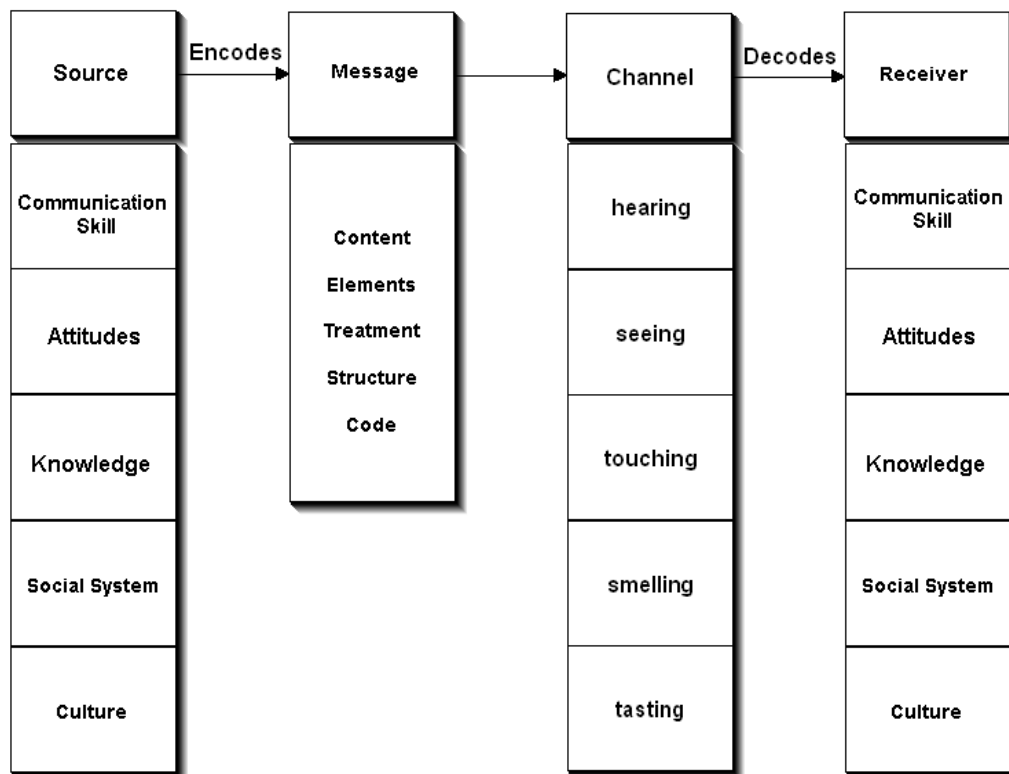 Source
Encodes
Message
Channel
Decodes
Receiver
Communication
Skill
Attitudes
Knowledge
Social System
Culture
Content
Elements
Treatment
Structure
Code
hearing
seeing
touching
smelling
tasting
Communication
Skill
Attitudes
Knowledge
Social System
Culture